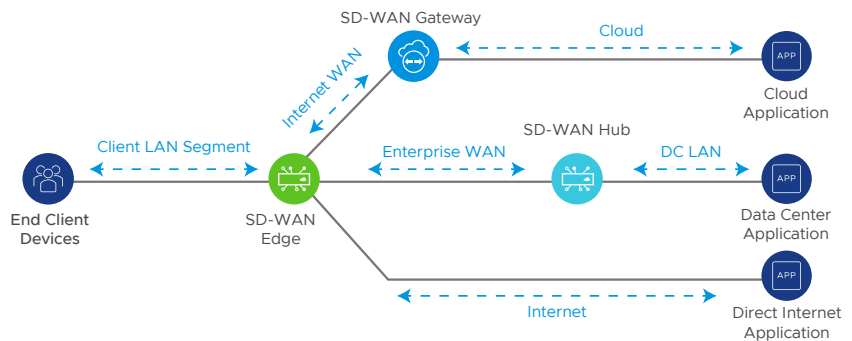 SD-WAN Gateway
Cloud
APP
Internet WAN
Cloud
Application
SD-WAN Hub
Client LAN Segment
Enterprise WAN
DC LAN
APP
End Client
Devices
SD-WAN
Edge
Data Center
Application
APP
Internet
Direct Internet
Application